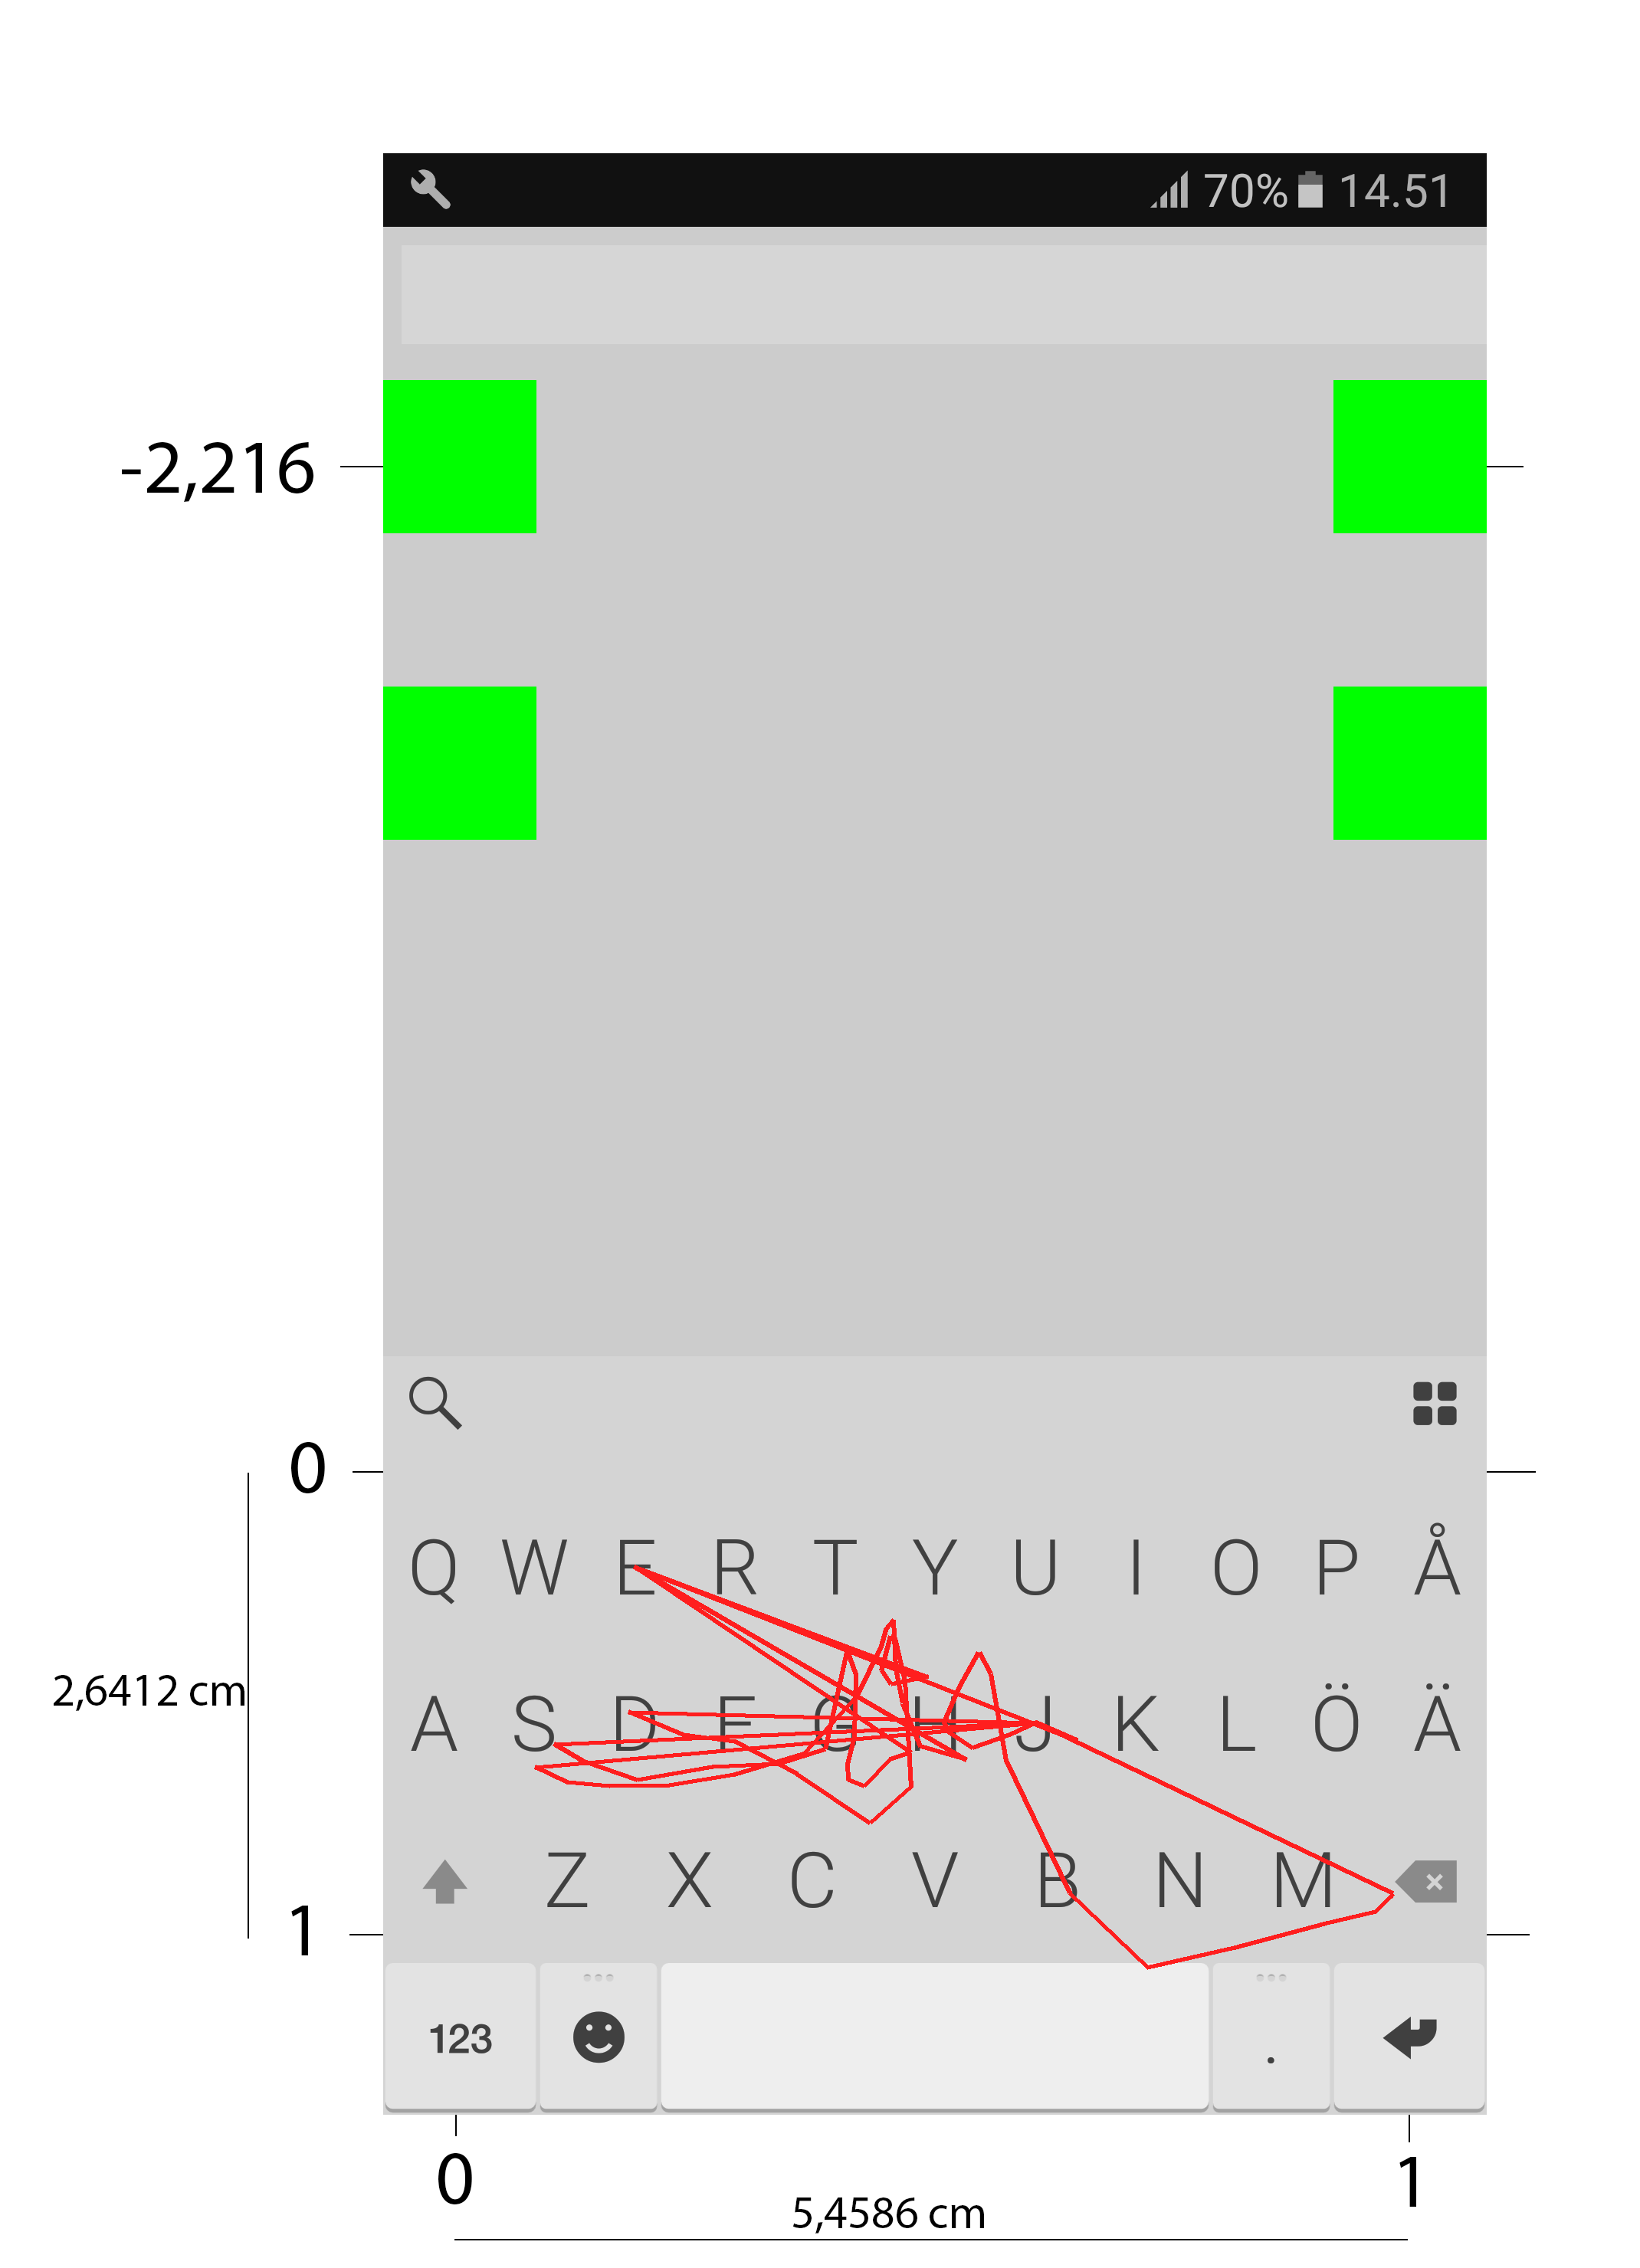 70% 14.51
-2,216
0
Q W E R T Y U I O P Å
2,6412 cm
A S D F G H J K L Ö Ä
Z X C V B N M
1
123 .
0 1
5,4586 cm